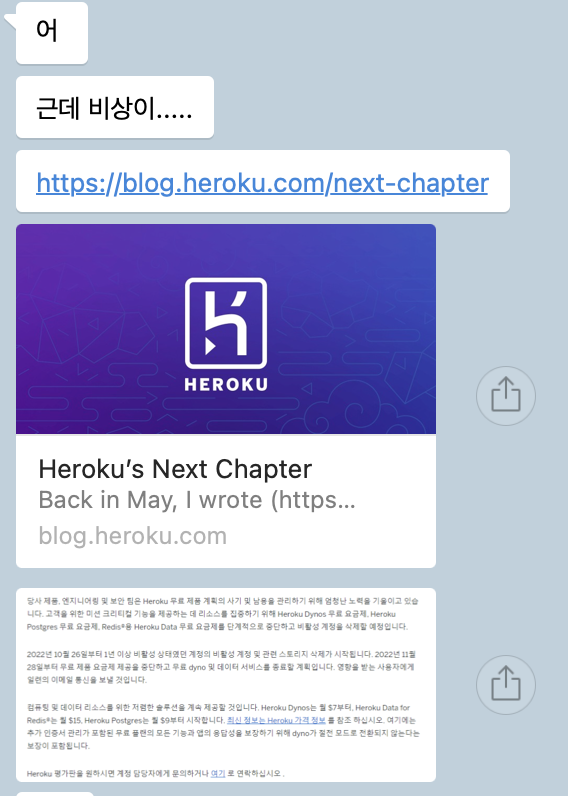 어
근데 비상이.....
https://blog.heroku.com/next-chapter
HEROKU
Heroku's Next Chapter
Back in May, I wrote (https...
blog.heroku.com
당사 제품, 엔지니어링 및 보안 팀은 Heroku 무료 제품 계획의 사기 및 남용을 관리하기 위해 엄청난 노력을 기울이고 있습
니다. 고객을 위한 미션 크리티컬 기능을 제공하는 데 리소스를 집중하기 위해 Heroku Dynos 무료 요금제, Heroku
Postgres 무료 요금제, Redis®용 Heroku Data 무료 요금제를 단계적으로 중단하고 비활성 계정을 삭제할 예정입니다.
2022년 10월 26일부터 1년 이상 비활성 상태였던 계정의 비활성 계정 및 관련 스토리지 삭제가 시작됩니다. 2022년 11월
28일부터 무료 제품 요금제 제공을 중단하고 무료 dyno 및 데이터 서비스를 종료할 계획입니다. 영향을 받는 사용자에게
일련의 이메일 통신을 보낼 것입니다.
컴퓨팅 및 데이터 리소스를 위한 저렴한 솔루션을 계속 제공할 것입니다. Heroku Dynos는 월 $7부터, Heroku Data for
Redis®는 월 $15, Heroku Postgres는 월 $9부터 시작합니다. 최신 정보는 Heroku 가격 정보 를 참조 하십시오. 여기에는
추가 인증서 관리가 포함된 무료 플랜의 모든 기능과 앱의 응답성을 보장하기 위해 dyno가 절전 모드로 전환되지 않는다는
보장이 포함됩니다.
Heroku 평가판을 원하시면 계정 담당자에게 문의하거나 여기 로 연락하십시오 .